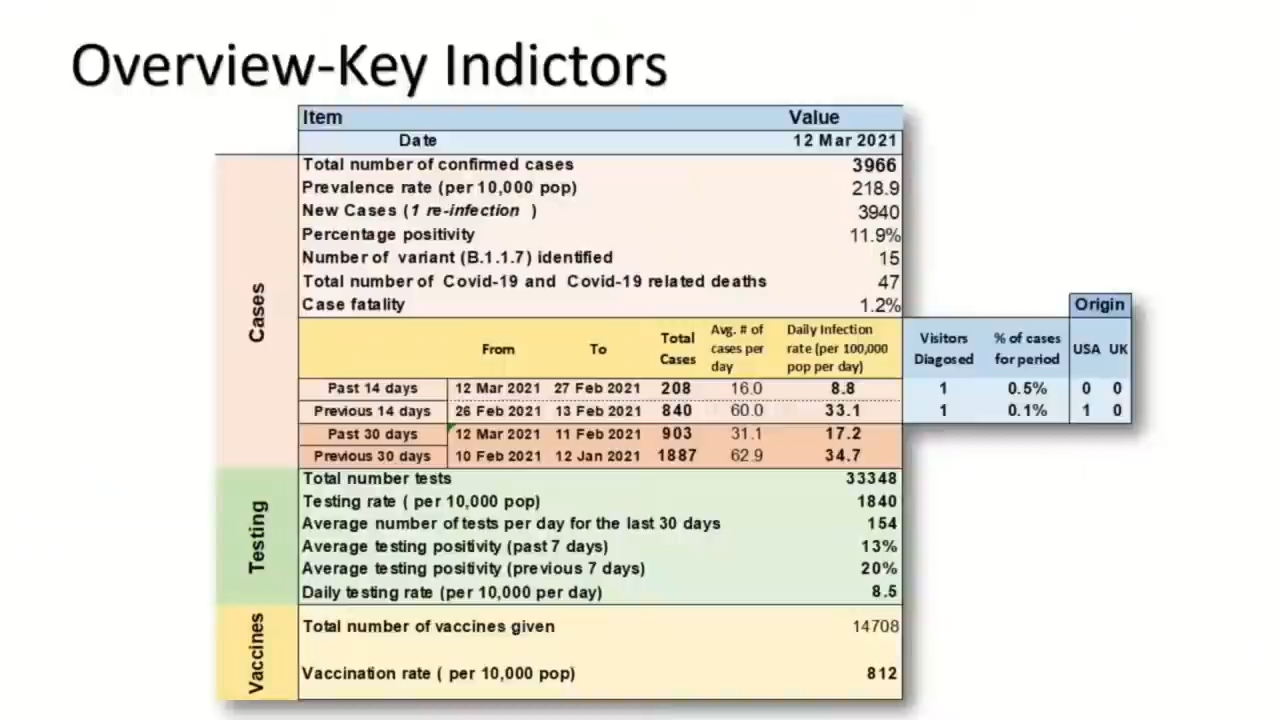 Overview-Key Indictors
Item Value
Date 12 Mar 2021
Cases
Total number of confirmed cases 3966
Prevalence rate (per 10,000 pop) 218.9
New Cases (1 re-infection ) 3940
Percentage positivity 11.9%
Number of variant (B.1.1.7) identified 15
Total number of Covid-19 and Covid-19 related deaths 47
Case fatality 1.2%
Origin
From To Total Cases Avg. # of cases per day Daily Infection rate (per 100,000 pop per day) Visitors Diagosed % of cases for period USA UK
Past 14 days 12 Mar 2021 27 Feb 2021 208 16.0 8.8 1 0.5% 0 0
Previous 14 days 26 Feb 2021 13 Feb 2021 840 60.0 33.1 1 0.1% 1 0
Past 30 days 12 Mar 2021 11 Feb 2021 903 31.1 17.2
Previous 30 days 10 Feb 2021 12 Jan 2021 1887 62.9 34.7
Testing
Total number tests 33348
Testing rate ( per 10,000 pop) 1840
Average number of tests per day for the last 30 days 154
Average testing positivity (past 7 days) 13%
Average testing positivity (previous 7 days) 20%
Daily testing rate (per 10,000 per day) 8.5
Vaccines
Total number of vaccines given 14708
Vaccination rate ( per 10,000 pop) 812